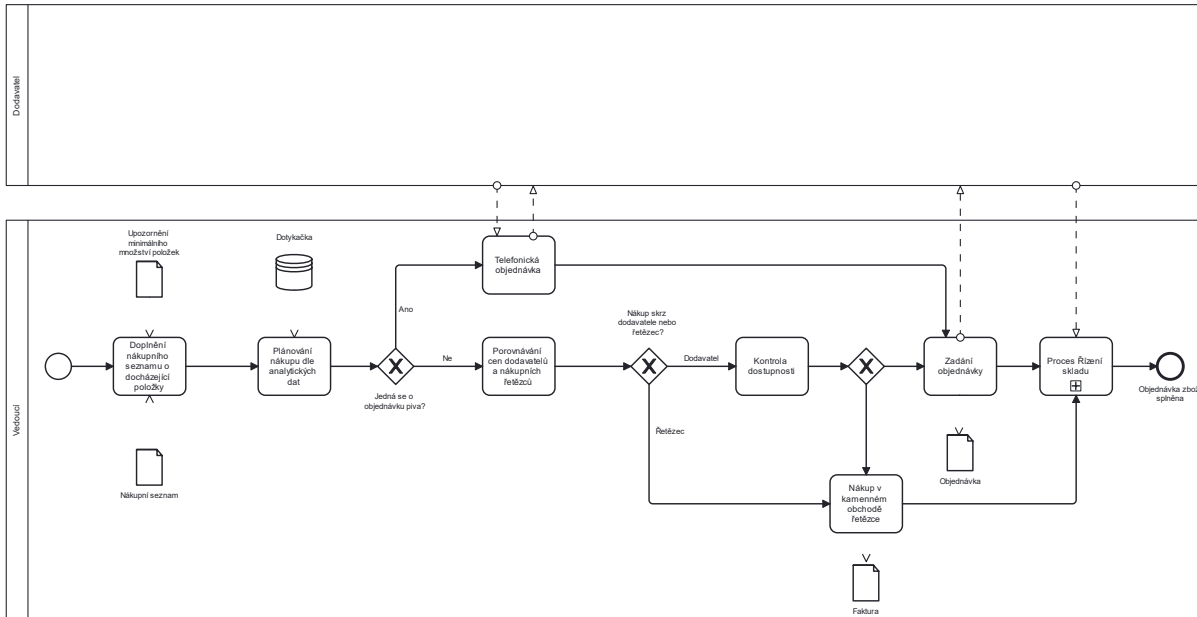 Dodavatel
Vedoucí
Upozornění
minimálního
množství položek
Dotykačka
Telefonická
objednávka
Ano
Nákup skrz
dodavatele nebo
řetězec?
Doplnění
nákupního
seznamu o
docházející
položky
Plánování
nákupu dle
analytických
dat
Ne
Porovnávání
cen dodavatelů
a nákupních
řetězců
Dodavatel
Kontrola
dostupnosti
Zadání
objednávky
Proces Řízení
skladu
Jedná se o
objednávku piva?
Objednávka zbož
splněna
Řetězec
Nákupní seznam
Objednávka
Nákup v
kamenném
obchodě
řetězce
Faktura